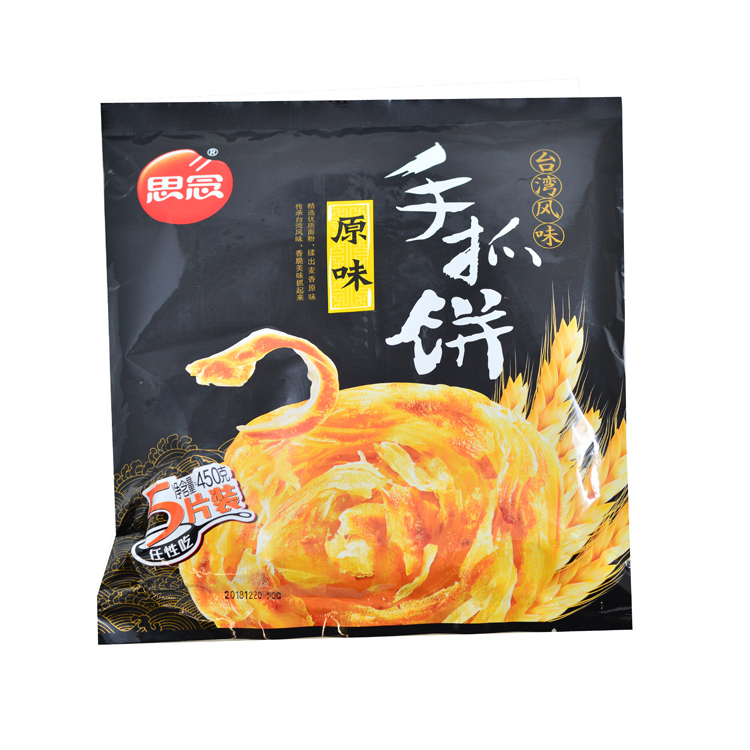 思念
®
台湾风味
手抓饼
原味
精选优质面粉，揉出麦香原味
传承台湾风味，香脆美味抓起来
净含量450克
5片装
任性吃
20181220